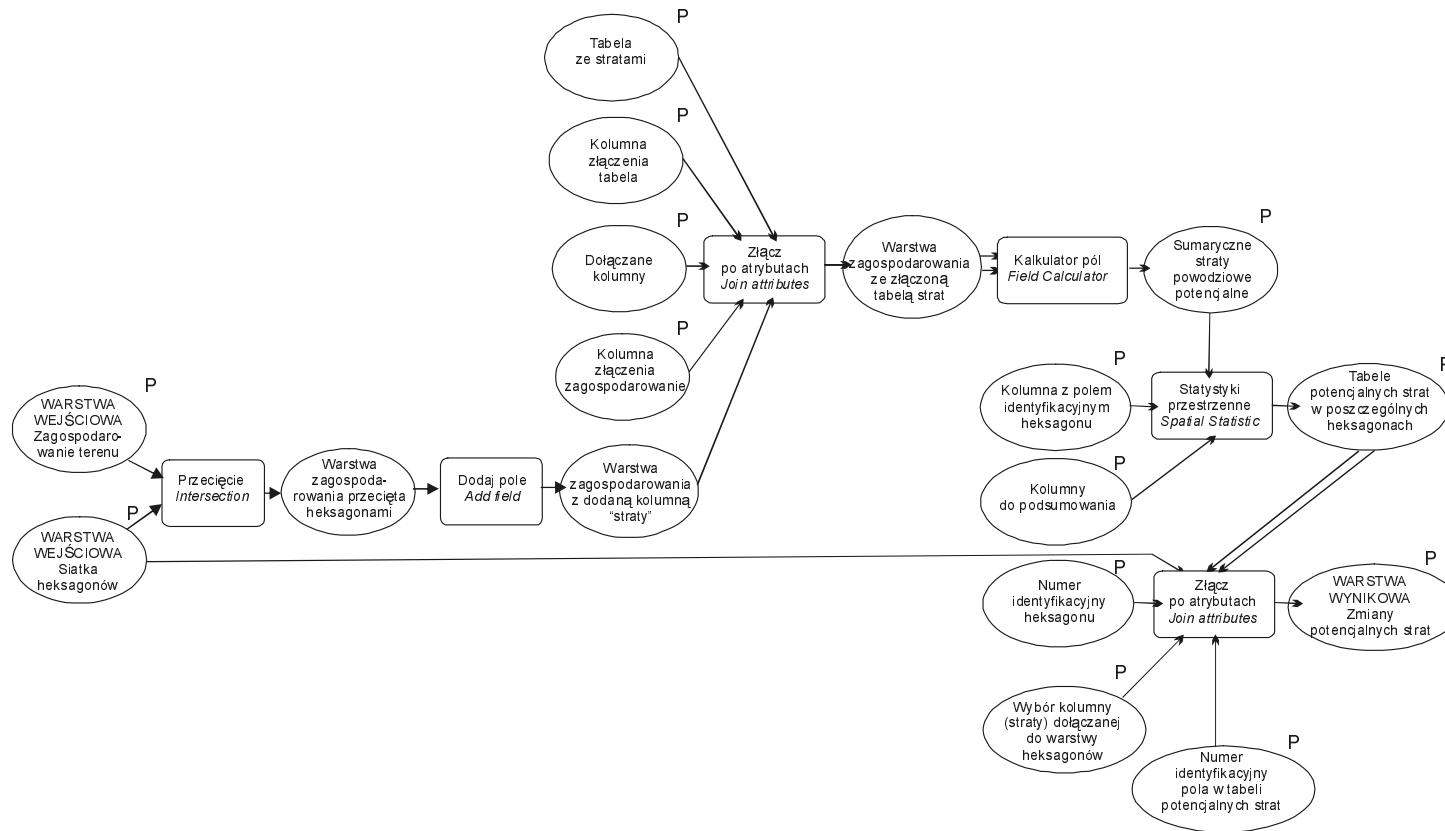 P
Tabela
ze stratami
P
Kolumna
złączenia
tabela
P
Dołączane
kolumny
P
Kolumna
złączenia
zagospodarowanie
Złącz
po atrybutach
Join attributes
Warstwa
zagospodarowania
ze złączoną
tabelą strat
Kalkulator pól
Field Calculator
P
Sumaryczne
straty
powodziowe
potencjalne
P
WARSTWA
WEJŚCIOWA
Zagospodaro-
wanie terenu
P
WARSTWA
WEJŚCIOWA
Siatka
heksagonów
Przecięcie
Intersection
Warstwa
zagospoda-
rowania przecięta
heksagonami
Dodaj pole
Add field
Warstwa
zagospodarowania
z dodaną kolumną
“straty”
P
Kolumna z polem
identyfikacyjnym
heksagonu
P
Kolumny
do podsumowania
Statystyki
przestrzenne
Spatial Statistic
P
Tabele
potencjalnych strat
w poszczególnych
heksagonach
P
Numer
identyfikacyjny
heksagonu
Złącz
po atrybutach
Join attributes
P
WARSTWA
WYNIKOWA
Zmiany
potencjalnych strat
P
Wybór kolumny
(straty) dołączanej
do warstwy
heksagonów
P
Numer
identyfikacyjny
pola w tabeli
potencjalnych strat